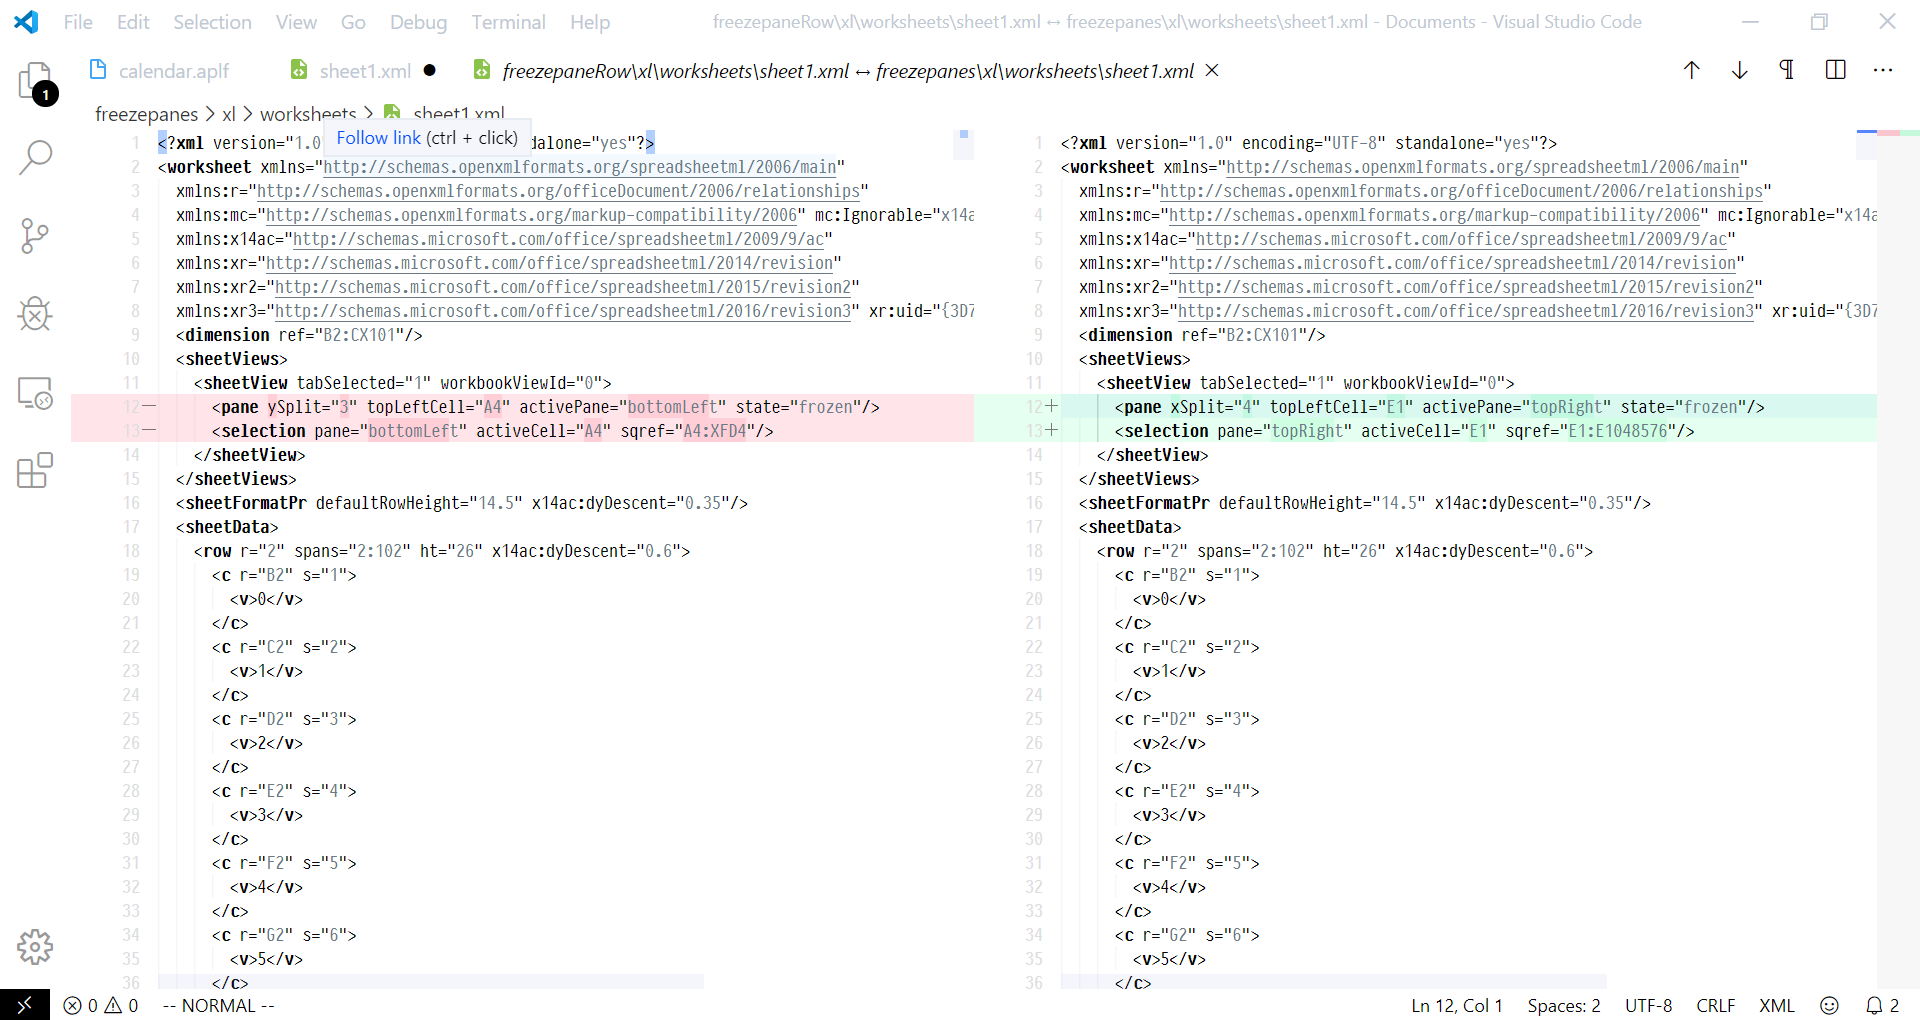 File Edit Selection View Go Debug Terminal Help freezepaneRow\xl\worksheets\sheet1.xml ↔ freezepanes\xl\worksheets\sheet1.xml - Documents - Visual Studio Code
calendar.aplf sheet1.xml ● freezepaneRow\xl\worksheets\sheet1.xml ↔ freezepanes\xl\worksheets\sheet1.xml
1
freezepanes > xl > worksheets > sheet1.xml
Follow link (ctrl + click)
1 <?xml version="1.0" dalone="yes"?>
2 <worksheet xmlns="http://schemas.openxmlformats.org/spreadsheetml/2006/main"
3 xmlns:r="http://schemas.openxmlformats.org/officeDocument/2006/relationships"
4 xmlns:mc="http://schemas.openxmlformats.org/markup-compatibility/2006" mc:Ignorable="x14a
5 xmlns:x14ac="http://schemas.microsoft.com/office/spreadsheetml/2009/9/ac"
6 xmlns:xr="http://schemas.microsoft.com/office/spreadsheetml/2014/revision"
7 xmlns:xr2="http://schemas.microsoft.com/office/spreadsheetml/2015/revision2"
8 xmlns:xr3="http://schemas.microsoft.com/office/spreadsheetml/2016/revision3" xr:uid="{3D7
9 <dimension ref="B2:CX101"/>
10 <sheetViews>
11 <sheetView tabSelected="1" workbookViewId="0">
12— <pane ySplit="3" topLeftCell="A4" activePane="bottomLeft" state="frozen"/>
13— <selection pane="bottomLeft" activeCell="A4" sqref="A4:XFD4"/>
14 </sheetView>
15 </sheetViews>
16 <sheetFormatPr defaultRowHeight="14.5" x14ac:dyDescent="0.35"/>
17 <sheetData>
18 <row r="2" spans="2:102" ht="26" x14ac:dyDescent="0.6">
19 <c r="B2" s="1">
20 <v>0</v>
21 </c>
22 <c r="C2" s="2">
23 <v>1</v>
24 </c>
25 <c r="D2" s="3">
26 <v>2</v>
27 </c>
28 <c r="E2" s="4">
29 <v>3</v>
30 </c>
31 <c r="F2" s="5">
32 <v>4</v>
33 </c>
34 <c r="G2" s="6">
35 <v>5</v>
36 </c>
1 <?xml version="1.0" encoding="UTF-8" standalone="yes"?>
2 <worksheet xmlns="http://schemas.openxmlformats.org/spreadsheetml/2006/main"
3 xmlns:r="http://schemas.openxmlformats.org/officeDocument/2006/relationships"
4 xmlns:mc="http://schemas.openxmlformats.org/markup-compatibility/2006" mc:Ignorable="x14a
5 xmlns:x14ac="http://schemas.microsoft.com/office/spreadsheetml/2009/9/ac"
6 xmlns:xr="http://schemas.microsoft.com/office/spreadsheetml/2014/revision"
7 xmlns:xr2="http://schemas.microsoft.com/office/spreadsheetml/2015/revision2"
8 xmlns:xr3="http://schemas.microsoft.com/office/spreadsheetml/2016/revision3" xr:uid="{3D7
9 <dimension ref="B2:CX101"/>
10 <sheetViews>
11 <sheetView tabSelected="1" workbookViewId="0">
12+ <pane xSplit="4" topLeftCell="E1" activePane="topRight" state="frozen"/>
13+ <selection pane="topRight" activeCell="E1" sqref="E1:E1048576"/>
14 </sheetView>
15 </sheetViews>
16 <sheetFormatPr defaultRowHeight="14.5" x14ac:dyDescent="0.35"/>
17 <sheetData>
18 <row r="2" spans="2:102" ht="26" x14ac:dyDescent="0.6">
19 <c r="B2" s="1">
20 <v>0</v>
21 </c>
22 <c r="C2" s="2">
23 <v>1</v>
24 </c>
25 <c r="D2" s="3">
26 <v>2</v>
27 </c>
28 <c r="E2" s="4">
29 <v>3</v>
30 </c>
31 <c r="F2" s="5">
32 <v>4</v>
33 </c>
34 <c r="G2" s="6">
35 <v>5</v>
36 </c>
0 0 -- NORMAL -- Ln 12, Col 1 Spaces: 2 UTF-8 CRLF XML 2